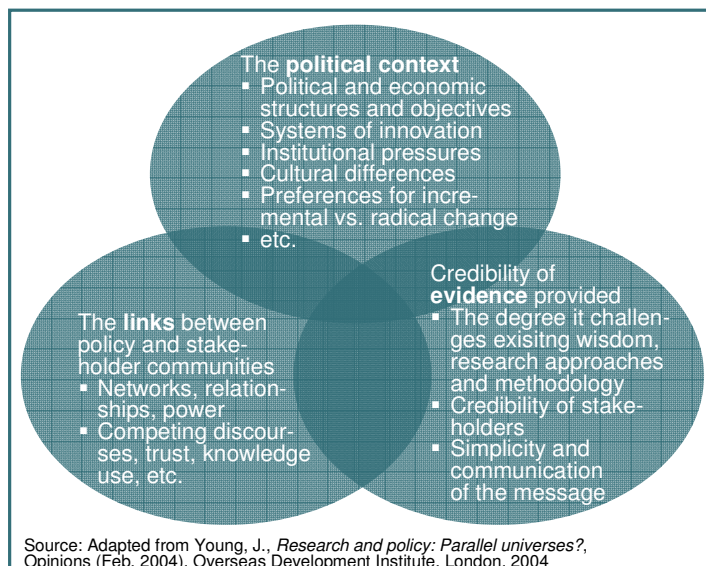 The political context
▪ Political and economic
structures and objectives
▪ Systems of innovation
▪ Institutional pressures
▪ Cultural differences
▪ Preferences for incre-
mental vs. radical change
▪ etc.
The links between
policy and stake-
holder communities
▪ Networks, relation-
ships, power
▪ Competing discour-
ses, trust, knowledge
use, etc.
Credibility of
evidence provided
▪ The degree it challen-
ges exisitng wisdom,
research approaches
and methodology
▪ Credibility of stake-
holders
▪ Simplicity and
communication
of the message
Source: Adapted from Young, J., Research and policy: Parallel universes?,
Opinions (Feb. 2004), Overseas Development Institute, London, 2004